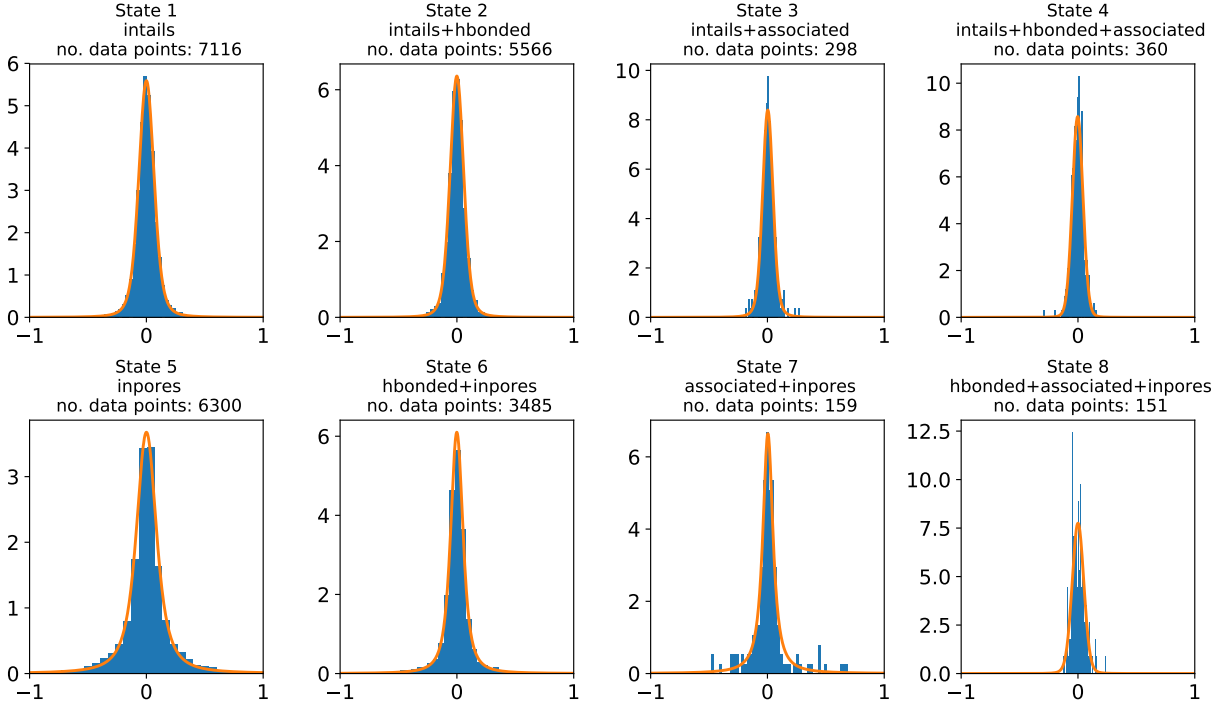 State 1
intails
no. data points: 7116
6
5
4
3
2
1
0
−1
0
1
State 2
intails+hbonded
no. data points: 5566
6
4
2
0
−1
0
1
State 3
intails+associated
no. data points: 298
10
8
6
4
2
0
−1
0
1
State 4
intails+hbonded+associated
no. data points: 360
10
8
6
4
2
0
−1
0
1
State 5
inpores
no. data points: 6300
3
2
1
0
−1
0
1
State 6
hbonded+inpores
no. data points: 3485
6
4
2
0
−1
0
1
State 7
associated+inpores
no. data points: 159
6
4
2
0
−1
0
1
State 8
hbonded+associated+inpores
no. data points: 151
12.5
10.0
7.5
5.0
2.5
0.0
−1
0
1